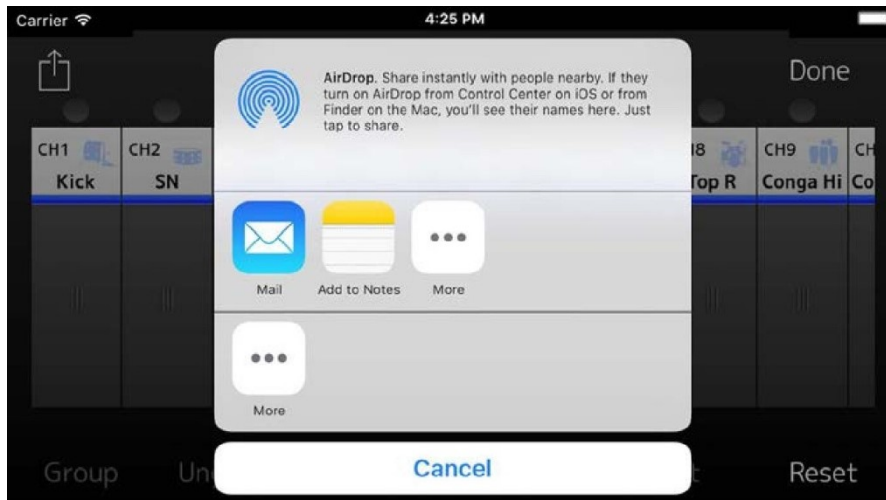 Carrier 4:25 PM
Done
AirDrop. Share instantly with people nearby. If they
turn on AirDrop from Control Center on iOS or from
Finder on the Mac, you'll see their names here. Just
tap to share.
CH1 CH2 CH9 CH
Kick SN Top R Conga Hi Co
Mail Add to Notes More
More
Cancel
Group Reset